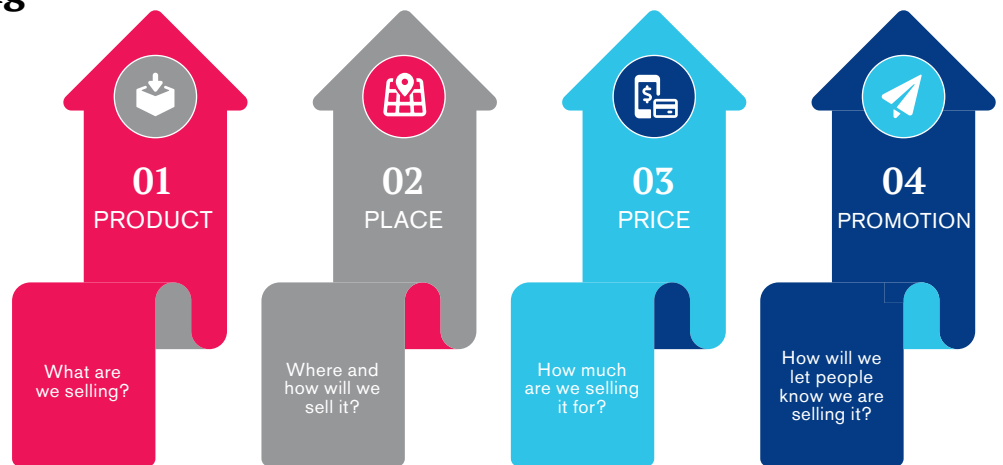 01
PRODUCT
What are
we selling?
02
PLACE
Where and
how will we
sell it?
03
PRICE
How much
are we selling
it for?
04
PROMOTION
How will we
let people
know we are
selling it?